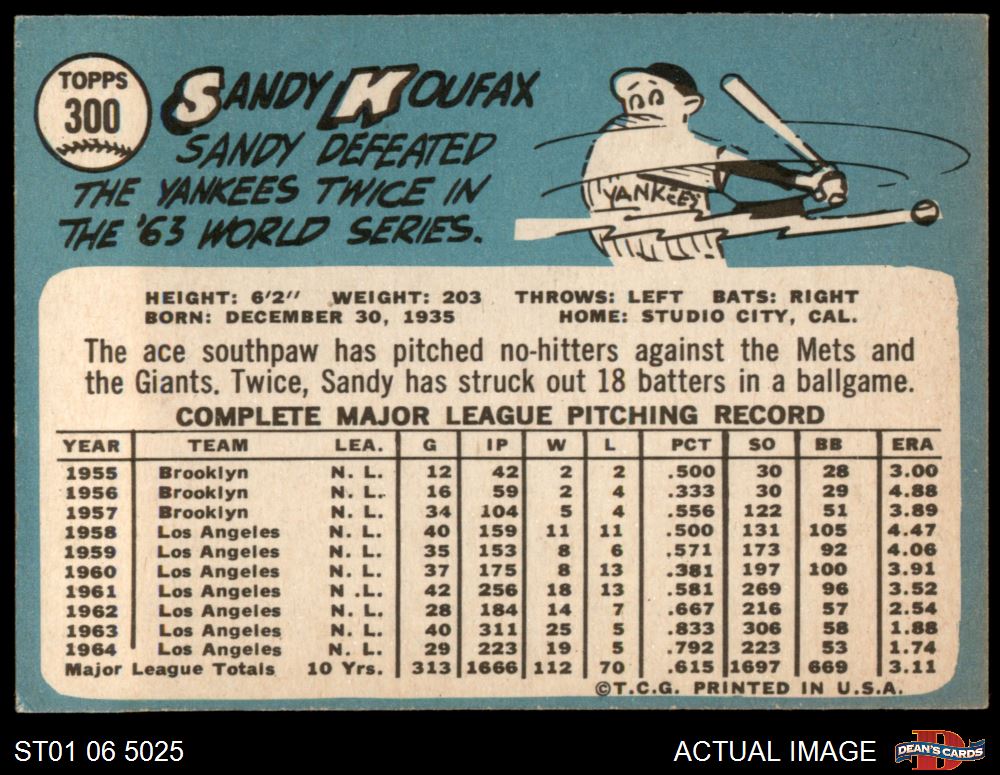 TOPPS
300
SANDY KOUFAX
SANDY DEFEATED
THE YANKEES TWICE IN
THE '63 WORLD SERIES.
YANKEES
HEIGHT: 6'2" WEIGHT: 203 THROWS: LEFT BATS: RIGHT
BORN: DECEMBER 30, 1935 HOME: STUDIO CITY, CAL.
The ace southpaw has pitched no-hitters against the Mets and
the Giants. Twice, Sandy has struck out 18 batters in a ballgame.
COMPLETE MAJOR LEAGUE PITCHING RECORD
YEAR TEAM LEA. G IP W L PCT SO BB ERA
1955 Brooklyn N. L. 12 42 2 2 .500 30 28 3.00
1956 Brooklyn N. L. 16 59 2 4 .333 30 29 4.88
1957 Brooklyn N. L. 34 104 5 4 .556 122 51 3.89
1958 Los Angeles N. L. 40 159 11 11 .500 131 105 4.47
1959 Los Angeles N. L. 35 153 8 6 .571 173 92 4.06
1960 Los Angeles N. L. 37 175 8 13 .381 197 100 3.91
1961 Los Angeles N .L. 42 256 18 13 .581 269 96 3.52
1962 Los Angeles N. L. 28 184 14 7 .667 216 57 2.54
1963 Los Angeles N. L. 40 311 25 5 .833 306 58 1.88
1964 Los Angeles N. L. 29 223 19 5 .792 223 53 1.74
Major League Totals 10 Yrs. 313 1666 112 70 .615 1697 669 3.11
©T.C.G. PRINTED IN U.S.A.
ST01 06 5025 ACTUAL IMAGE D DEAN'S CARDS